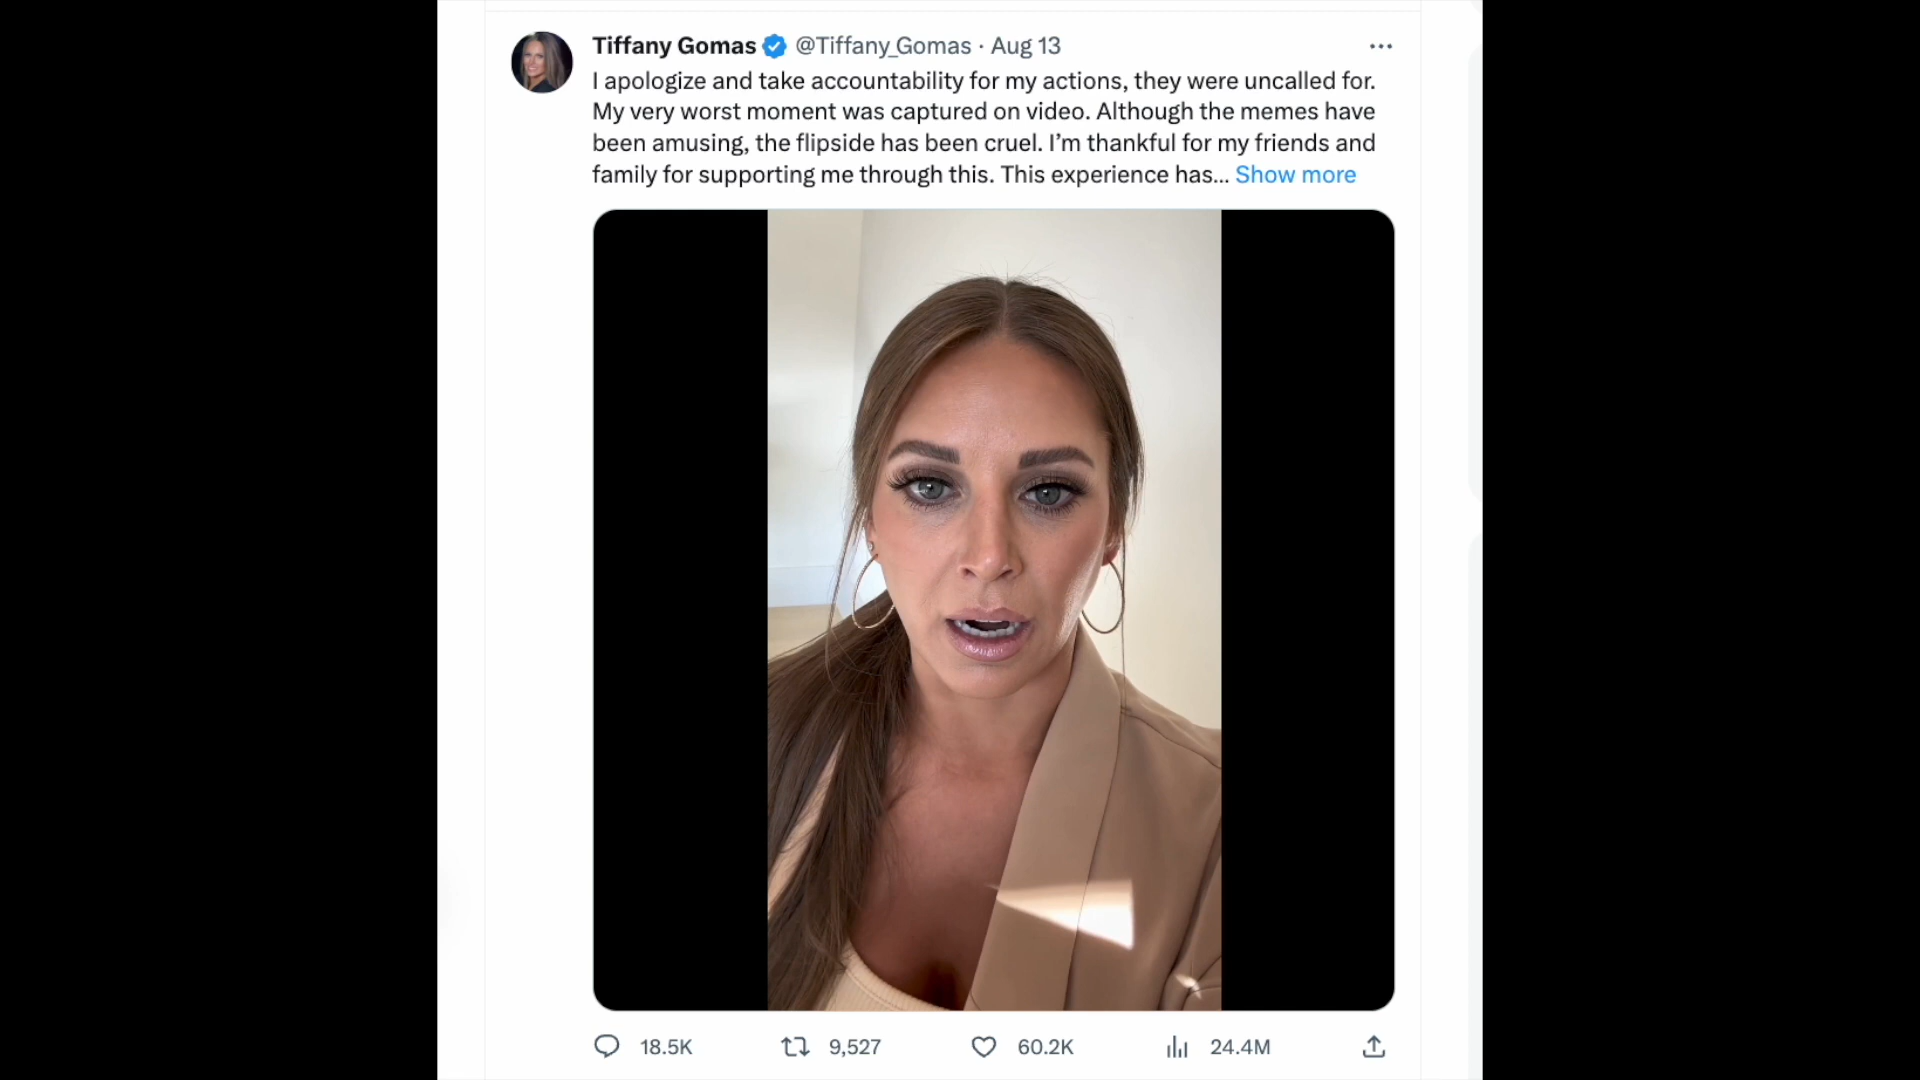 Tiffany Gomas @Tiffany_Gomas · Aug 13
I apologize and take accountability for my actions, they were uncalled for.
My very worst moment was captured on video. Although the memes have
been amusing, the flipside has been cruel. I’m thankful for my friends and
family for supporting me through this. This experience has... Show more
18.5K 9,527 60.2K 24.4M